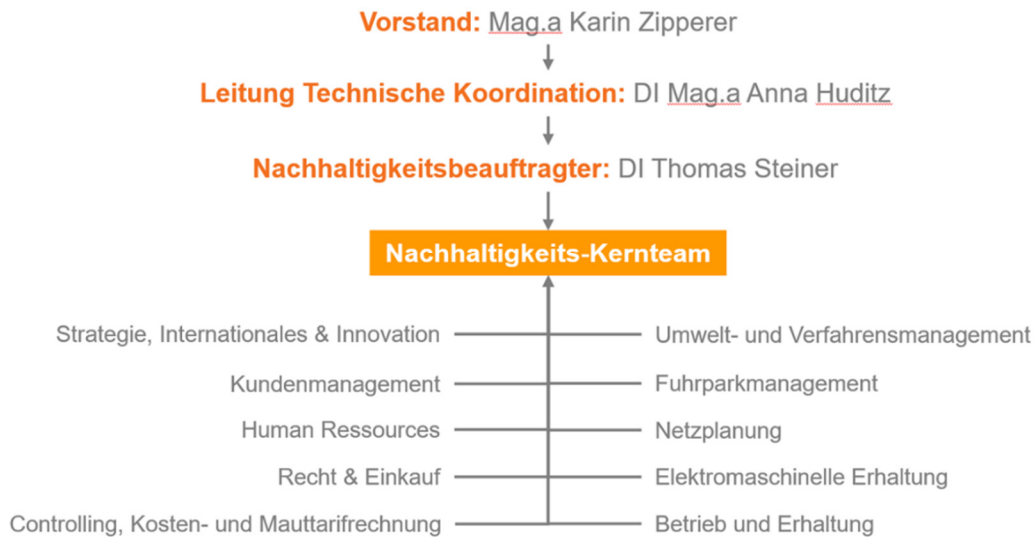 Vorstand: Mag.a Karin Zipperer
Leitung Technische Koordination: DI Mag.a Anna Huditz
Nachhaltigkeitsbeauftragter: DI Thomas Steiner
Nachhaltigkeits-Kernteam
Strategie, Internationales & Innovation
Umwelt- und Verfahrensmanagement
Kundenmanagement
Fuhrparkmanagement
Human Ressources
Netzplanung
Recht & Einkauf
Elektromaschinelle Erhaltung
Controlling, Kosten- und Mauttarifrechnung
Betrieb und Erhaltung